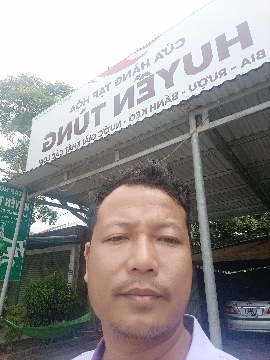 CỬA HÀNG TẠP HÓA
HUYỀN TÙNG
BIA - RƯỢU - BÁNH KẸO - NƯỚC GIẢI KHÁT CÁC LOẠI